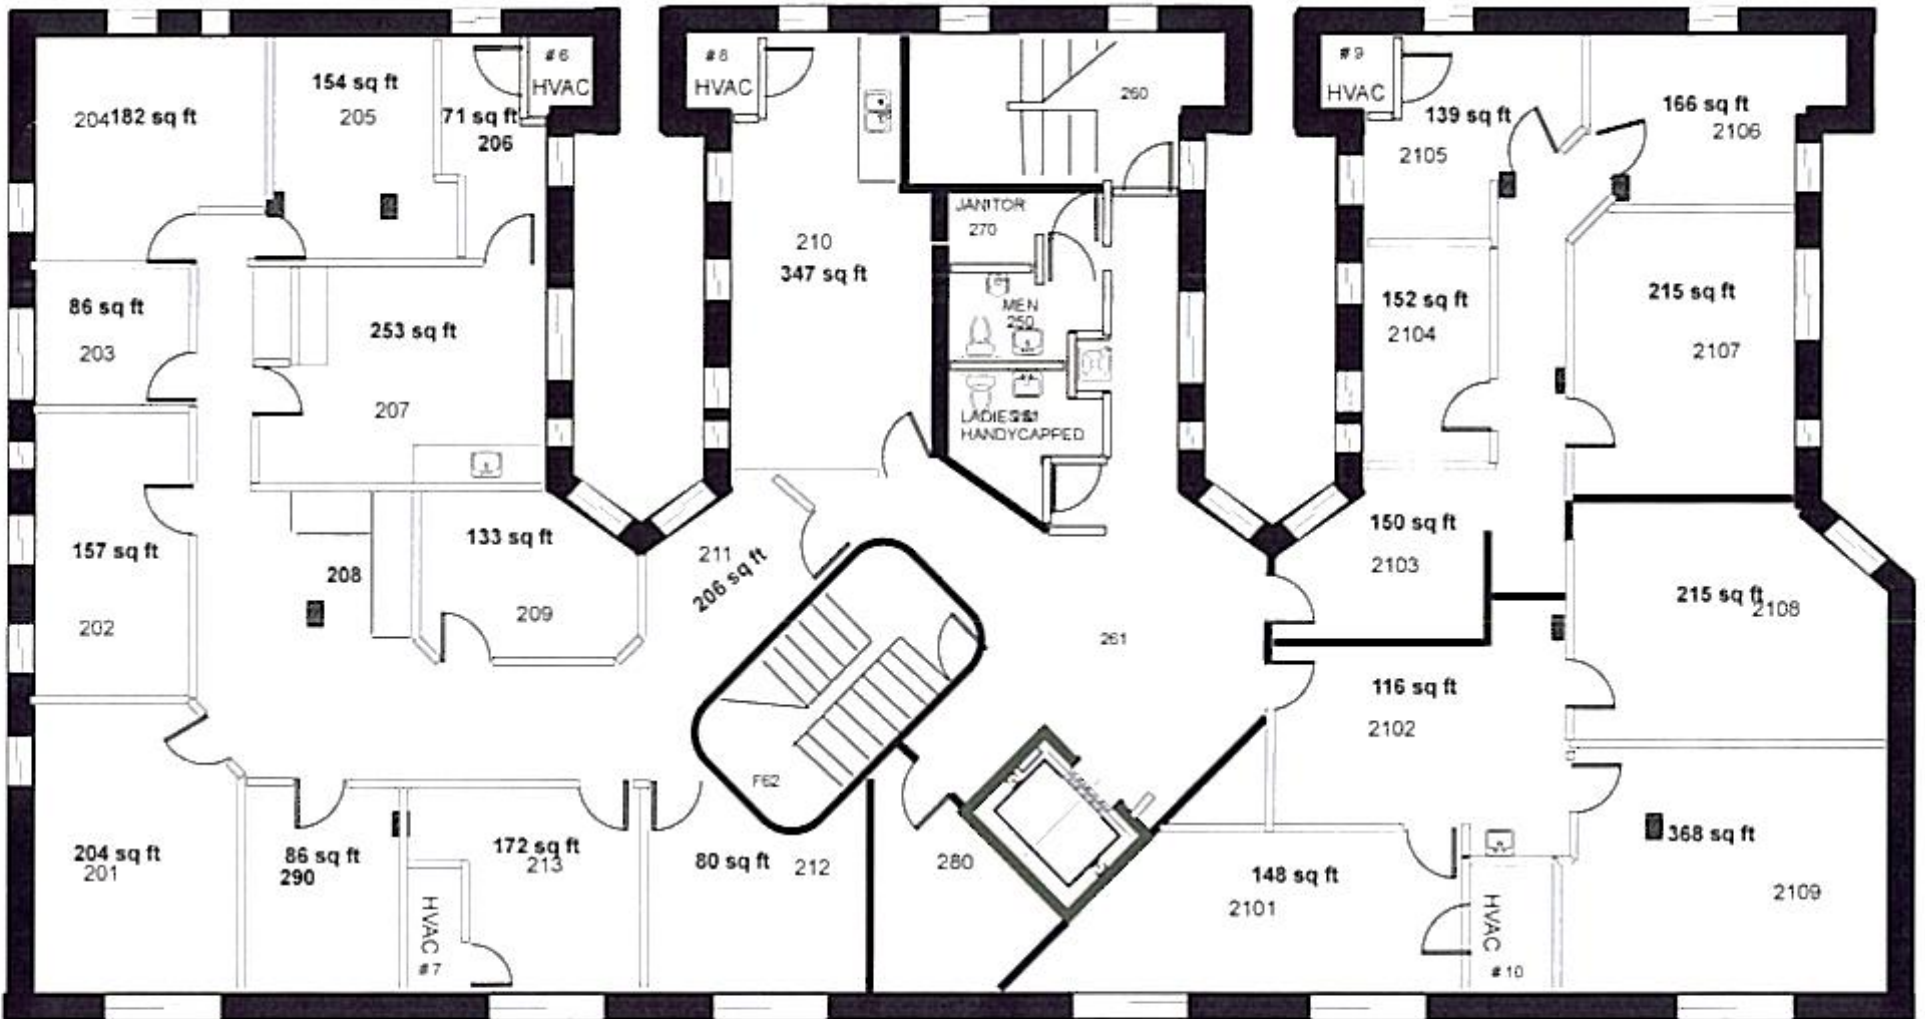 #6
HVAC
#8
HVAC
#9
HVAC
154 sq ft
205
204 182 sq ft
71 sq ft
206
260
139 sq ft
2105
166 sq ft
2106
JANITOR
270
210
347 sq ft
86 sq ft
203
253 sq ft
207
MEN
250
152 sq ft
2104
215 sq ft
2107
LADIES &
HANDYCAPPED
157 sq ft
202
208
133 sq ft
209
211
206 sq ft
150 sq ft
2103
215 sq ft 2108
261
116 sq ft
2102
F62
204 sq ft
201
86 sq ft
290
172 sq ft
213
80 sq ft 212
280
148 sq ft
2101
368 sq ft
2109
HVAC
#7
HVAC
#10